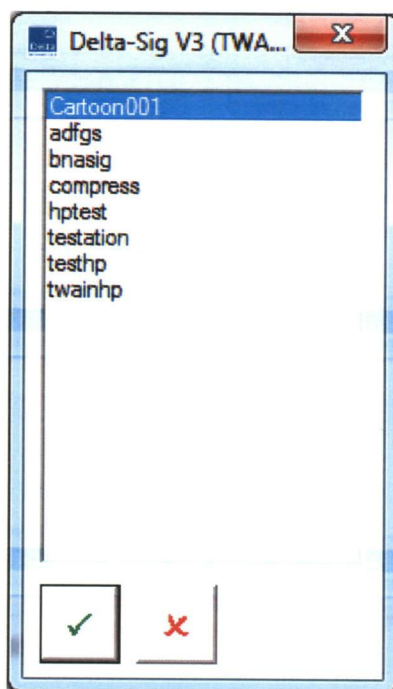 Delta-Sig V3 (TWA...
Cartoon001
adfgs
bnasig
compress
hptest
testation
testhp
twainhp